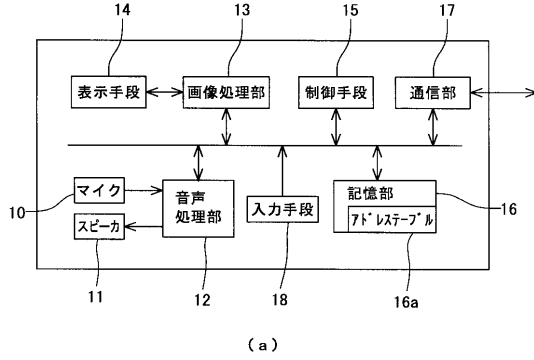 14
13
15
17
表示手段
画像処理部
制御手段
通信部
マイク
音声
処理部
入力手段
記憶部
アドレステーブル
スピーカ
10
11
12
18
16
16a
(a)